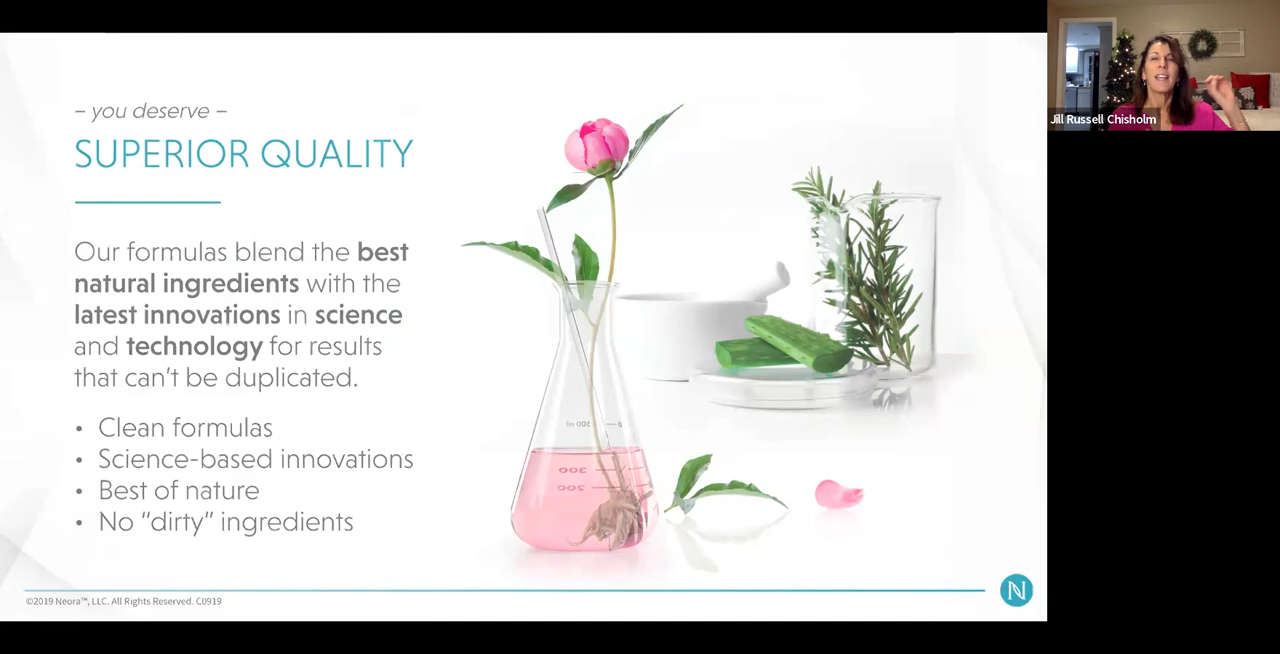 – you deserve –
SUPERIOR QUALITY
Our formulas blend the best
natural ingredients with the
latest innovations in science
and technology for results
that can't be duplicated.
• Clean formulas
• Science-based innovations
• Best of nature
• No “dirty” ingredients
300
200
©2019 Neora™, LLC. All Rights Reserved. C0919
N
Jill Russell Chisholm